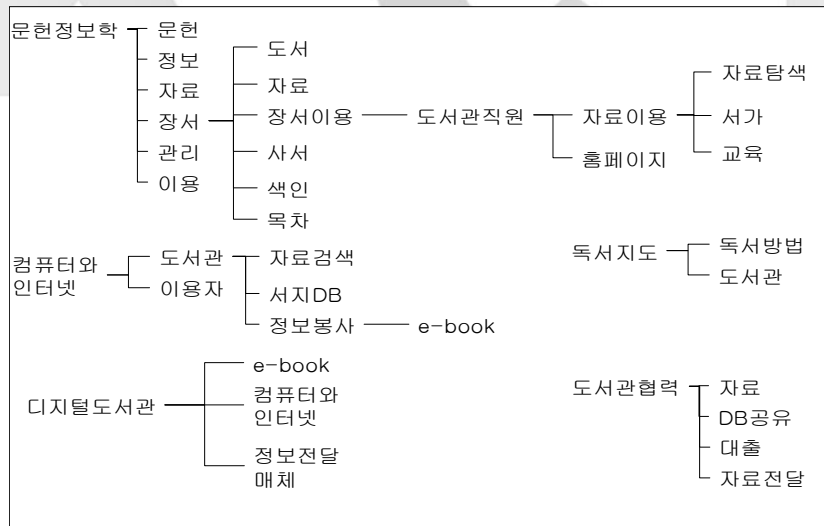 문헌정보학
문헌
정보
자료
장서
관리
이용
도서
자료
장서이용
사서
색인
목차
도서관직원
자료이용
홈페이지
자료탐색
서가
교육
컴퓨터와
인터넷
도서관
이용자
자료검색
서지DB
정보봉사
e-book
독서지도
독서방법
도서관
디지털도서관
e-book
컴퓨터와
인터넷
정보전달
매체
도서관협력
자료
DB공유
대출
자료전달